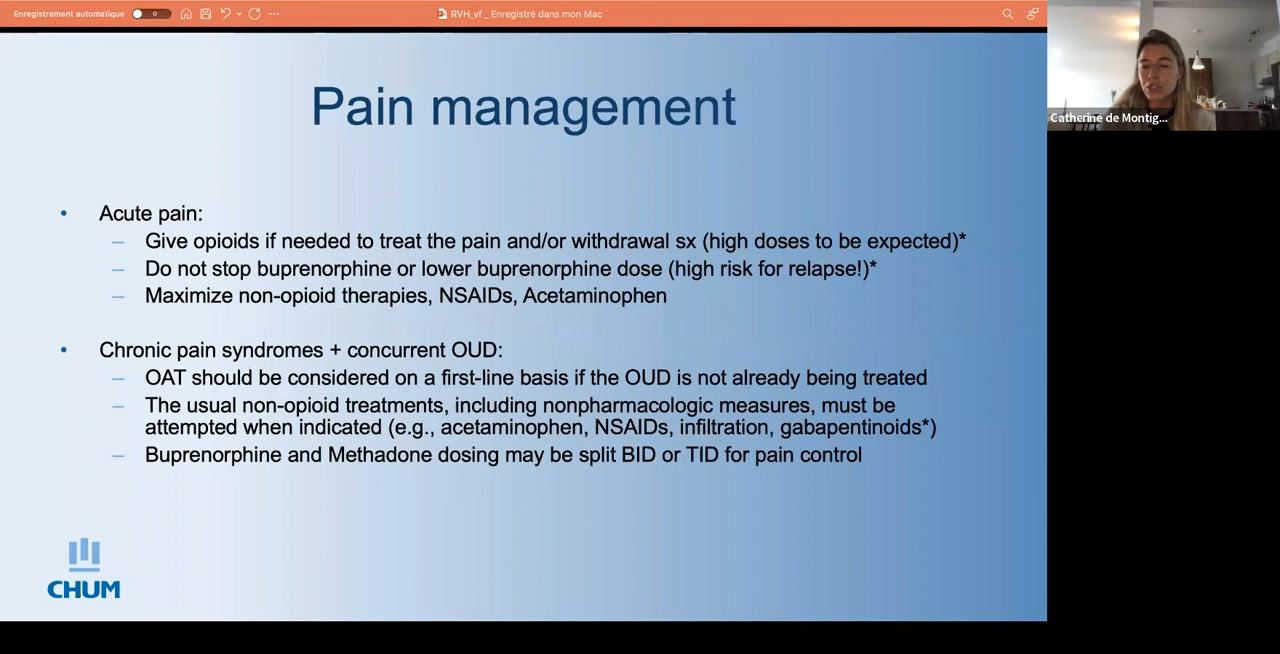 Enregistrement automatique
RVH_vf _ Enregistré dans mon Mac
Catherine de Montig...
Pain management
• Acute pain:
– Give opioids if needed to treat the pain and/or withdrawal sx (high doses to be expected)*
– Do not stop buprenorphine or lower buprenorphine dose (high risk for relapse!)*
– Maximize non-opioid therapies, NSAIDs, Acetaminophen
• Chronic pain syndromes + concurrent OUD:
– OAT should be considered on a first-line basis if the OUD is not already being treated
– The usual non-opioid treatments, including nonpharmacologic measures, must be
attempted when indicated (e.g., acetaminophen, NSAIDs, infiltration, gabapentinoids*)
– Buprenorphine and Methadone dosing may be split BID or TID for pain control
CHUM